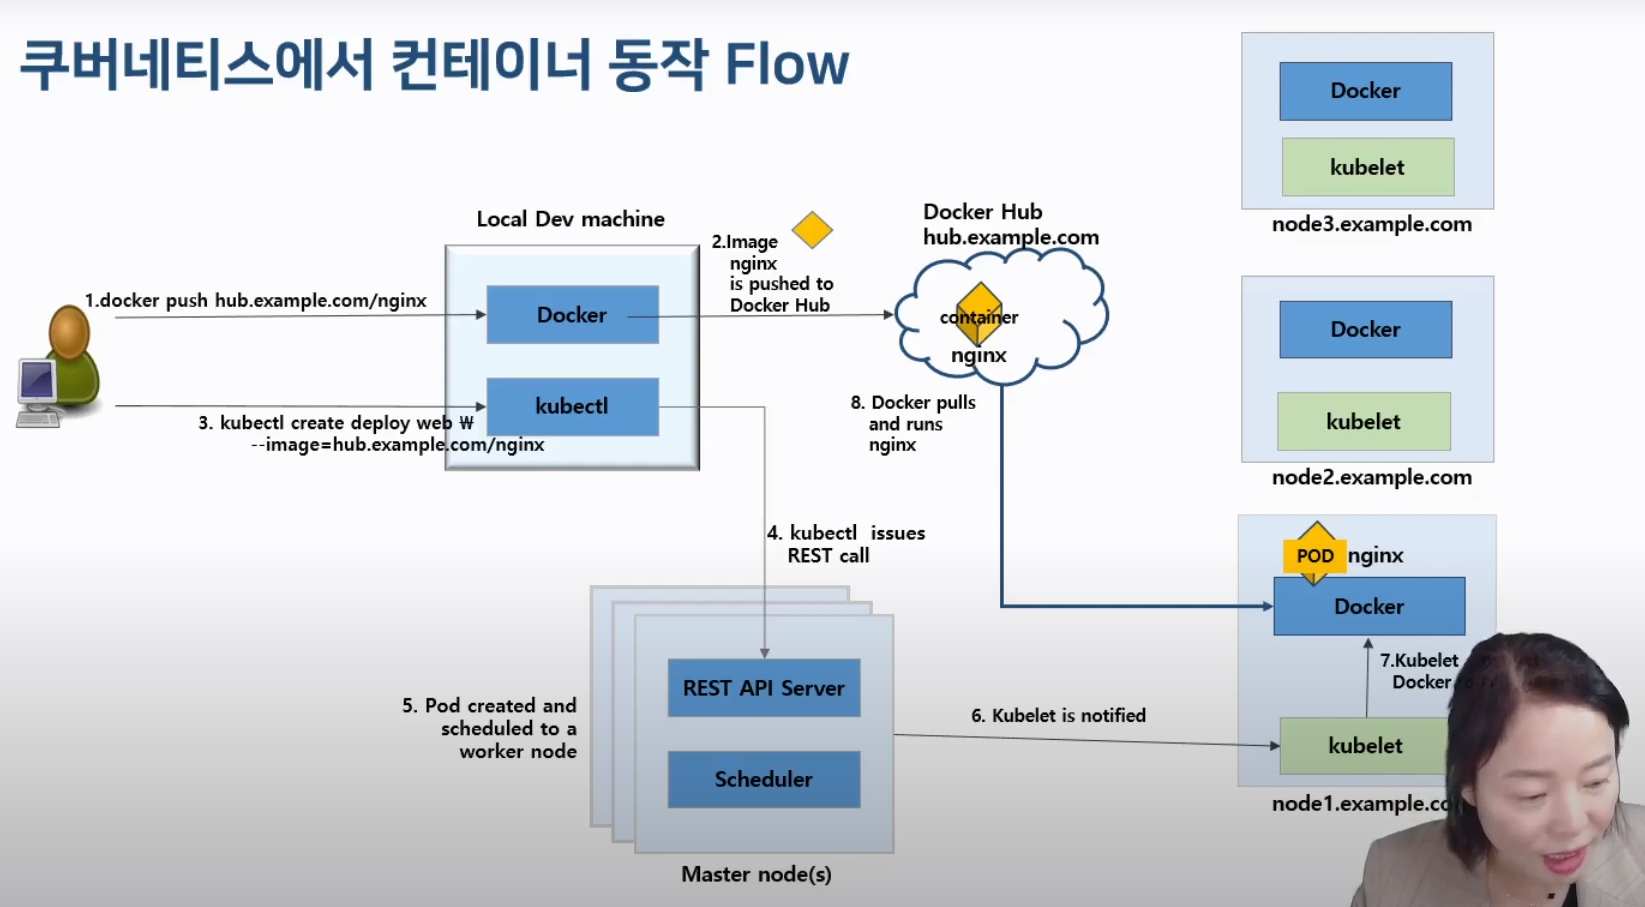 쿠버네티스에서 컨테이너 동작 Flow
Docker
kubelet
node3.example.com
Local Dev machine
2.Image
nginx
is pushed to
Docker Hub
Docker Hub
hub.example.com
1.docker push hub.example.com/nginx
Docker
container
nginx
Docker
kubelet
node2.example.com
kubectl
3. kubectl create deploy web ₩
--image=hub.example.com/nginx
8. Docker pulls
and runs
nginx
4. kubectl issues
REST call
POD
nginx
Docker
7.Kubelet
Docker
kubelet
node1.example.co
5. Pod created and
scheduled to a
worker node
REST API Server
Scheduler
6. Kubelet is notified
Master node(s)